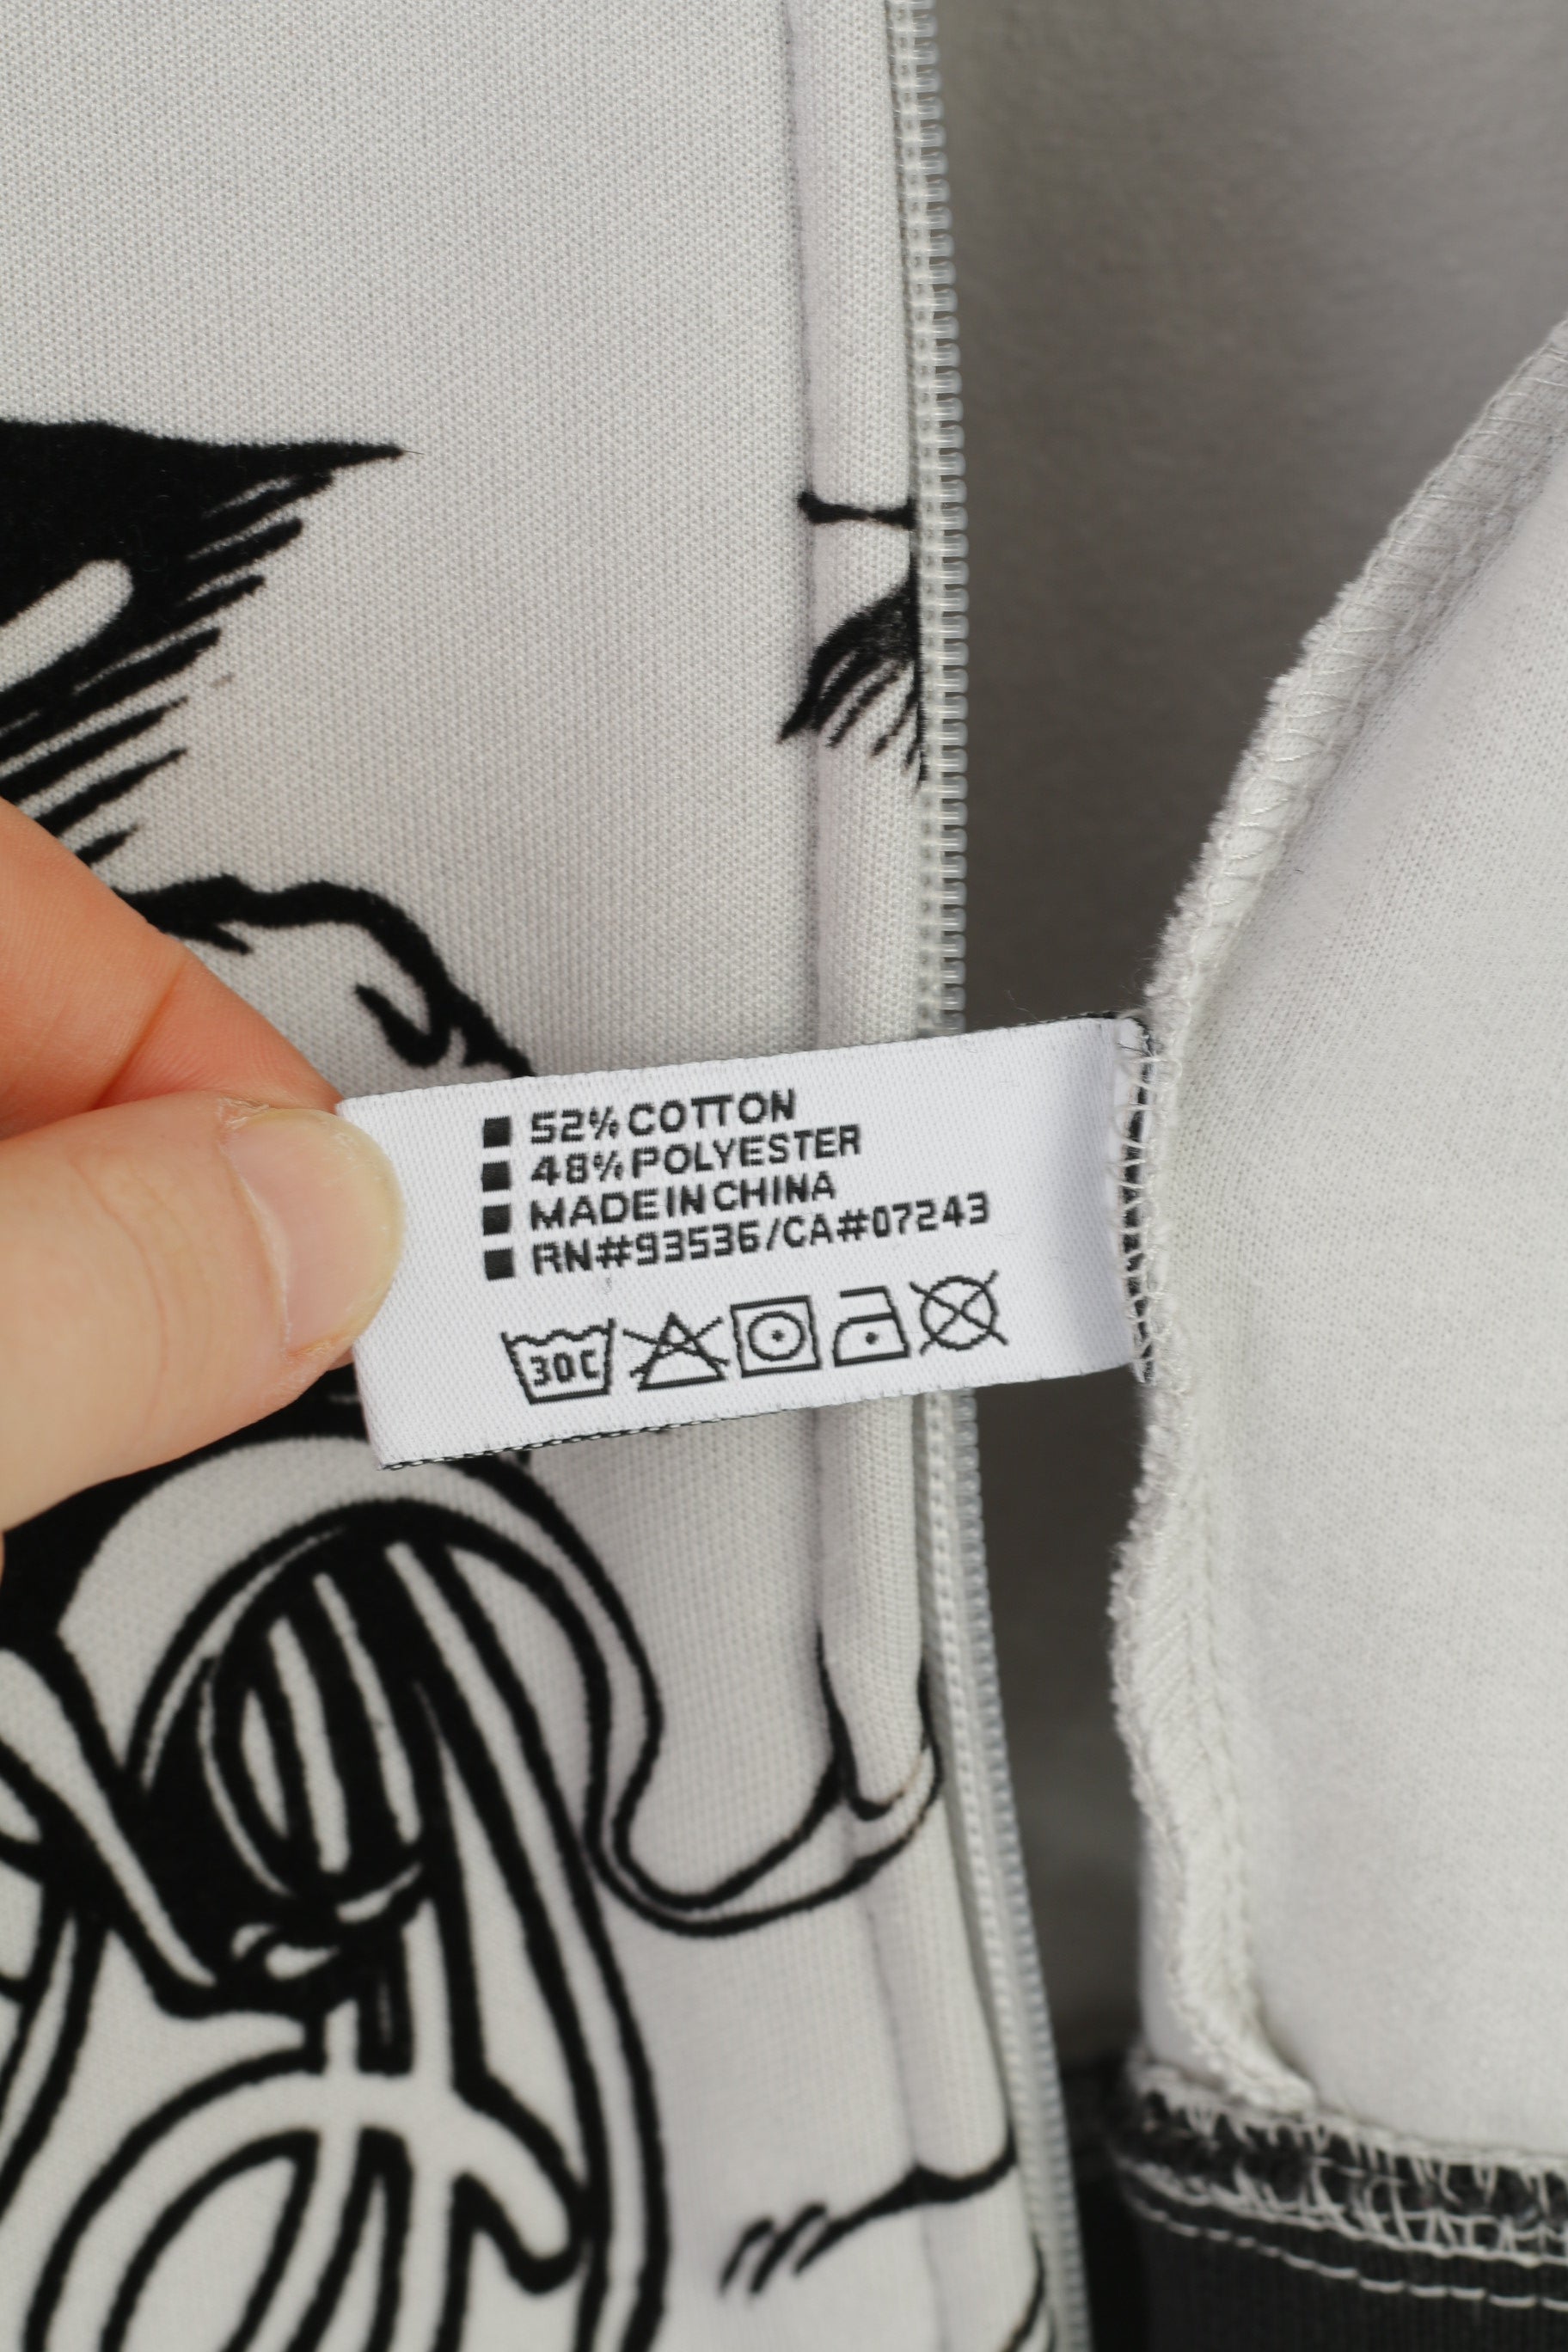 52% COTTON
48% POLYESTER
MADE IN CHINA
RN#93536/CA#07243
30C